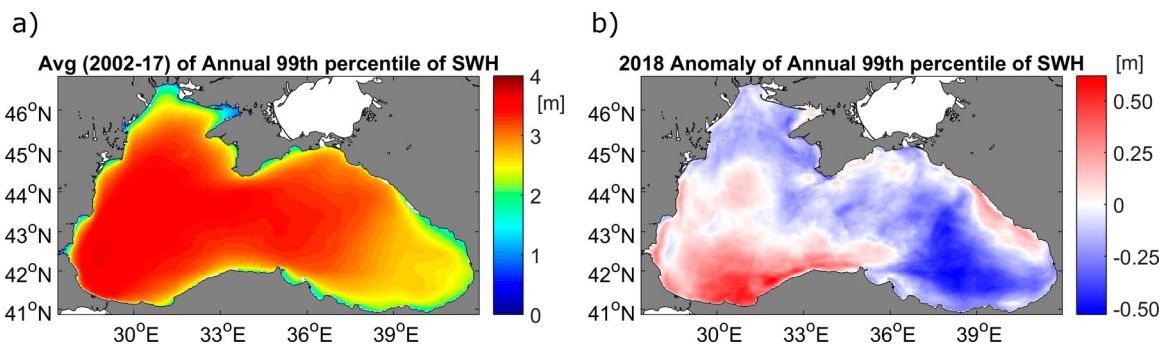 a)
Avg (2002-17) of Annual 99th percentile of SWH
46°N
45°N
44°N
43°N
42°N
41°N
30°E 33°E 36°E 39°E
4
[m]
3
2
1
0
b)
2018 Anomaly of Annual 99th percentile of SWH
[m]
46°N
45°N
44°N
43°N
42°N
41°N
30°E 33°E 36°E 39°E
0.50
0.25
0
-0.25
-0.50